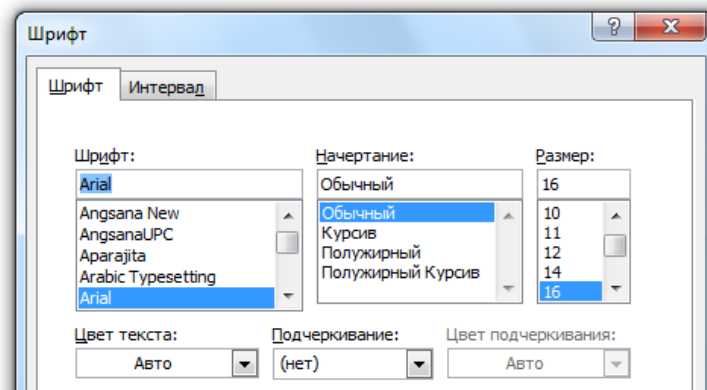 Шрифт
Шрифт Интервал
Шрифт: Начертание: Размер:
Arial Обычный 16
Angsana New Обычный 10
AngsanaUPC Курсив 11
Aparajita Полужирный 12
Arabic Typesetting Полужирный Курсив 14
Arial 16
Цвет текста: Подчеркивание: Цвет подчеркивания:
Авто (нет) Авто